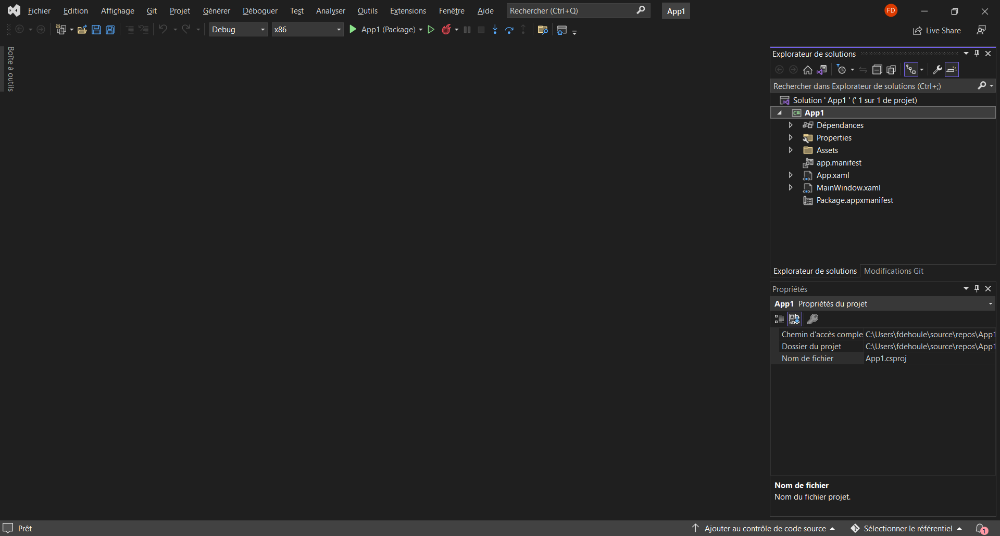 Fichier Edition Affichage Git Projet Générer Déboguer Test Analyser Outils Extensions Fenêtre Aide Rechercher (Ctrl+Q) App1 FD
Debug x86 App1 (Package) Live Share
Boîte à outils
Explorateur de solutions
Rechercher dans Explorateur de solutions (Ctrl+;)
Solution ' App1 ' (' 1 sur 1 de projet)
C# App1
Dépendances
Properties
Assets
app.manifest
App.xaml
MainWindow.xaml
Package.appxmanifest
Explorateur de solutions Modifications Git
Propriétés
App1 Propriétés du projet
Chemin d'accès comple C:\Users\fdehoule\source\repos\App1
Dossier du projet C:\Users\fdehoule\source\repos\App1
Nom de fichier App1.csproj
Nom de fichier
Nom du fichier projet.
Prêt Ajouter au contrôle de code source Sélectionner le référentiel 1